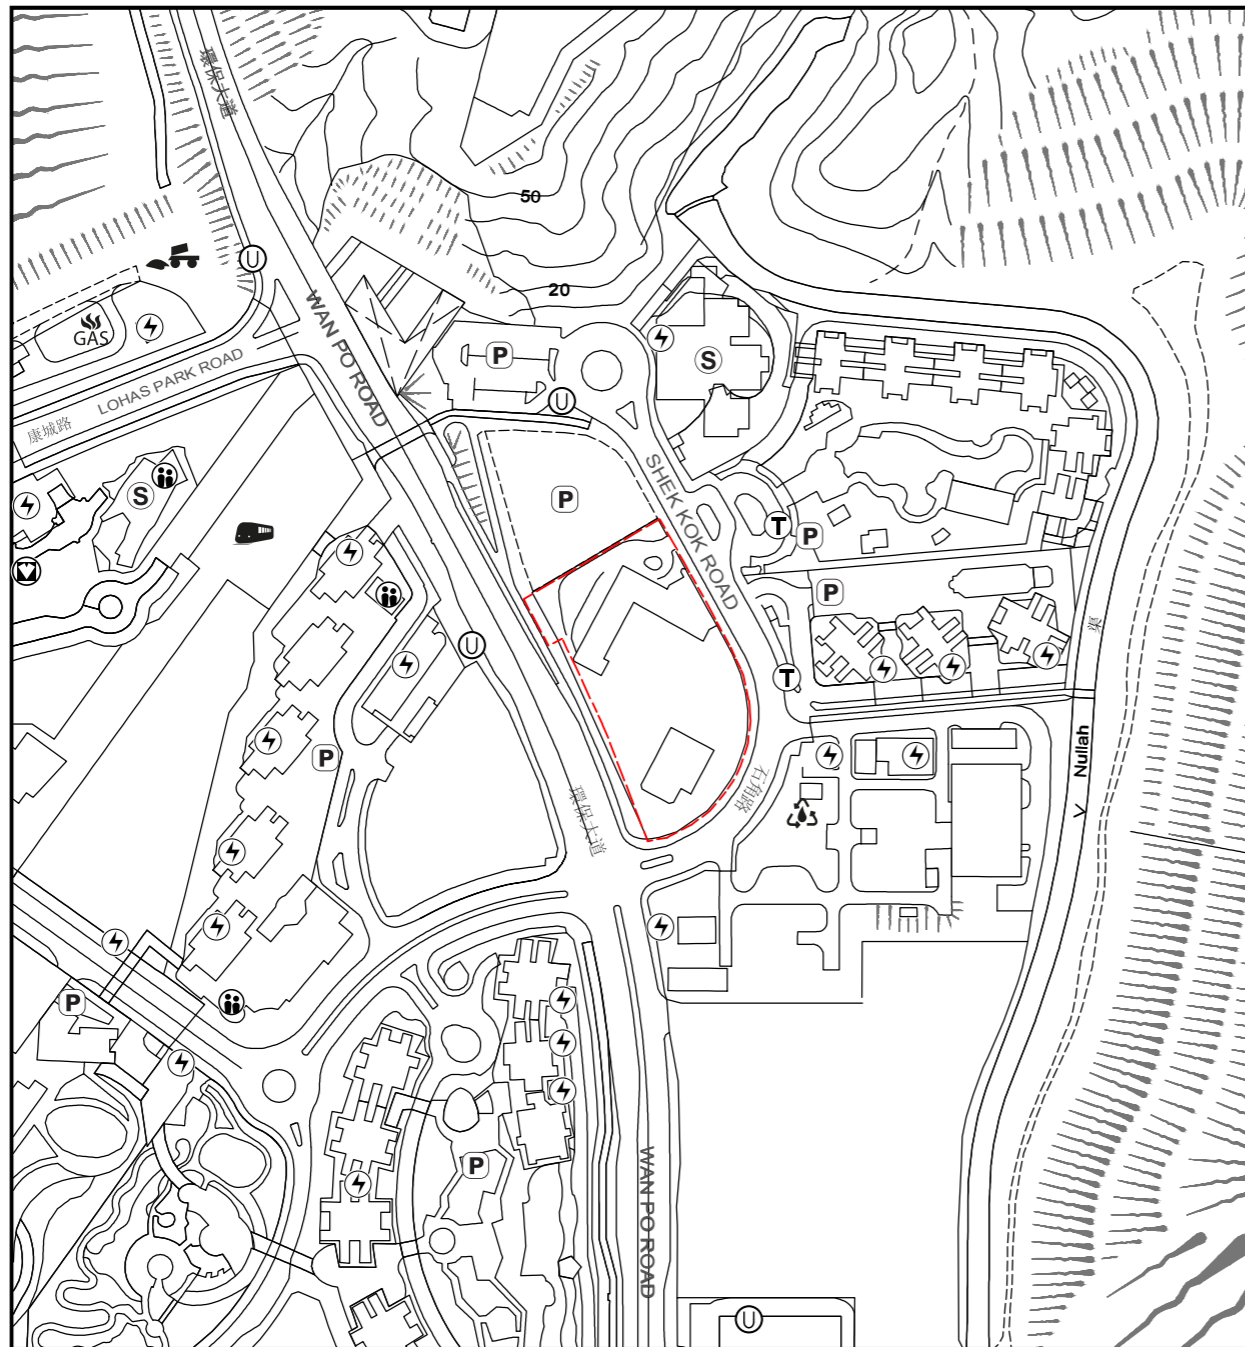 環保大道
50
20
U
WAN PO ROAD
GAS
LOHAS PARK ROAD
康城路
P
S
U
S
P
SHEK KOK ROAD
T
P
P
U
T
P
石角路
環保大道
Nullah
P
P
WAN PO ROAD
U